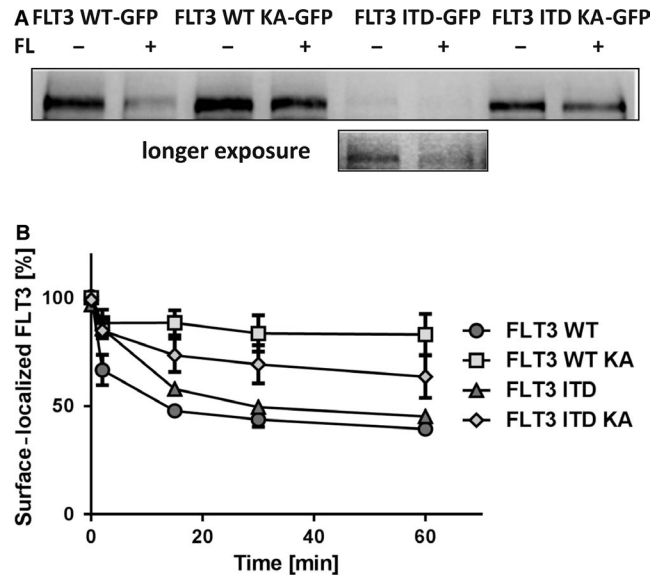 A FLT3 WT-GFP FLT3 WT KA-GFP FLT3 ITD-GFP FLT3 ITD KA-GFP
FL – + – + – + – +
longer exposure
B
Surface-localized FLT3 [%]
100
50
0
0 20 40 60
Time [min]
FLT3 WT
FLT3 WT KA
FLT3 ITD
FLT3 ITD KA